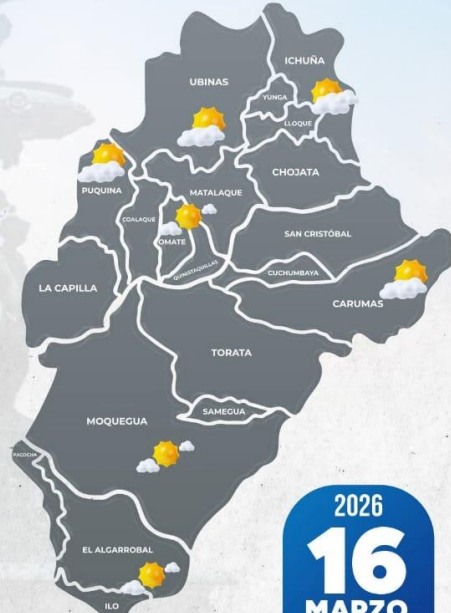 ICHUÑA
UBINAS
YUNGA
LLOQUE
CHOJATA
PUQUINA
MATALAQUE
COALAQUE
OMATE
SAN CRISTÓBAL
QUINISTAQUILLAS
CUCHUMBAYA
LA CAPILLA
CARUMAS
TORATA
SAMEGUA
MOQUEGUA
PACOCHA
EL ALGARROBAL
ILO
2026
16
MARZO